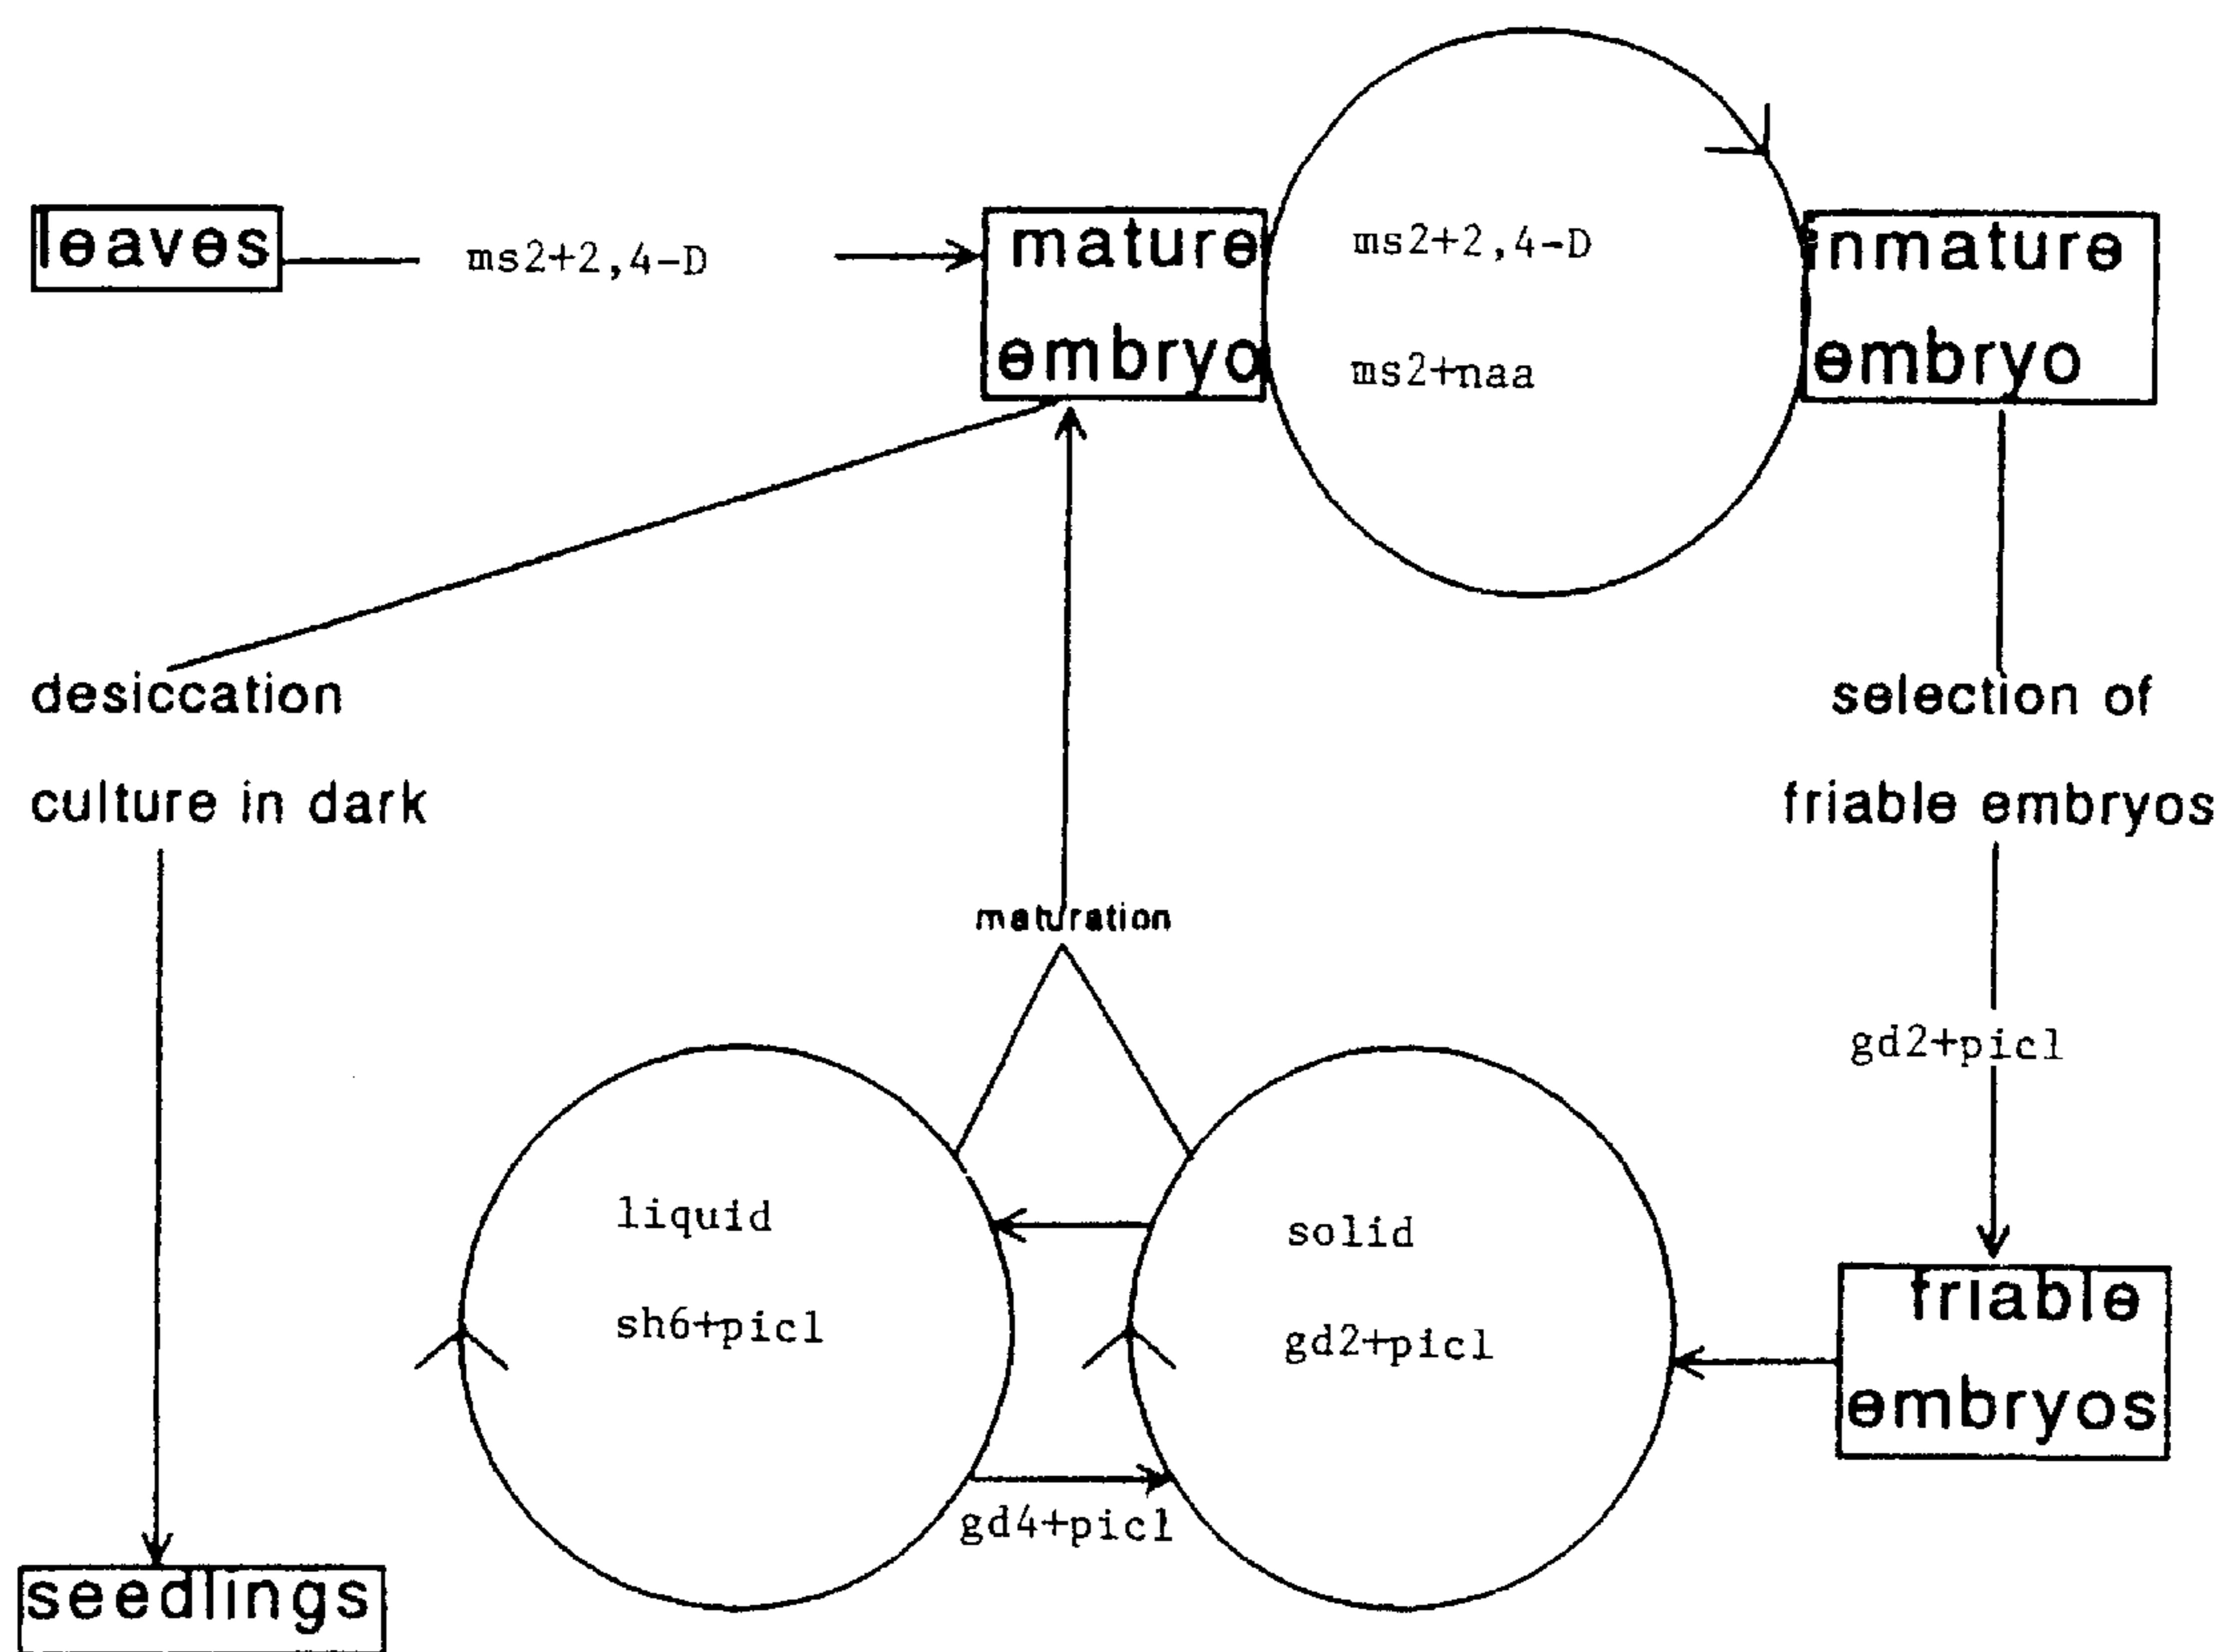 leaves
ms2+2,4-D
mature
embryo
ms2+2,4-D
ms2+naa
inmature
embryo
desiccation
culture in dark
selection of
friable embryos
maturation
gd2+picl
liquid
sh6+picl
solid
gd2+picl
friable
embryos
gd4+picl
seedlings